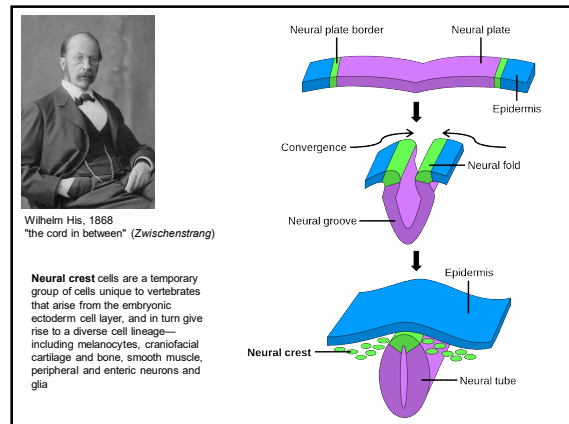 Neural plate border
Neural plate
Epidermis
Convergence
Neural fold
Neural groove
Wilhelm His, 1868
"the cord in between" (Zwischenstrang)
Epidermis
Neural crest cells are a temporary
group of cells unique to vertebrates
that arise from the embryonic
ectoderm cell layer, and in turn give
rise to a diverse cell lineage—
including melanocytes, craniofacial
cartilage and bone, smooth muscle,
peripheral and enteric neurons and
glia
Neural crest
Neural tube